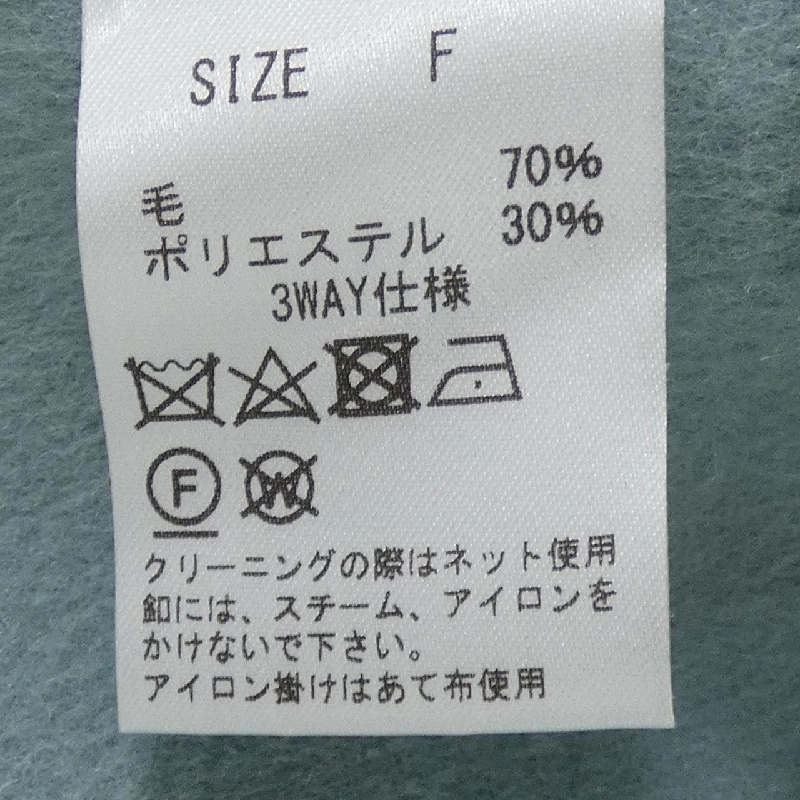 SIZE F
毛 70%
ポリエステル 30%
3WAY仕様
F W
クリーニングの際はネット使用
釦には、スチーム、アイロンを
かけないで下さい。
アイロン掛けはあて布使用